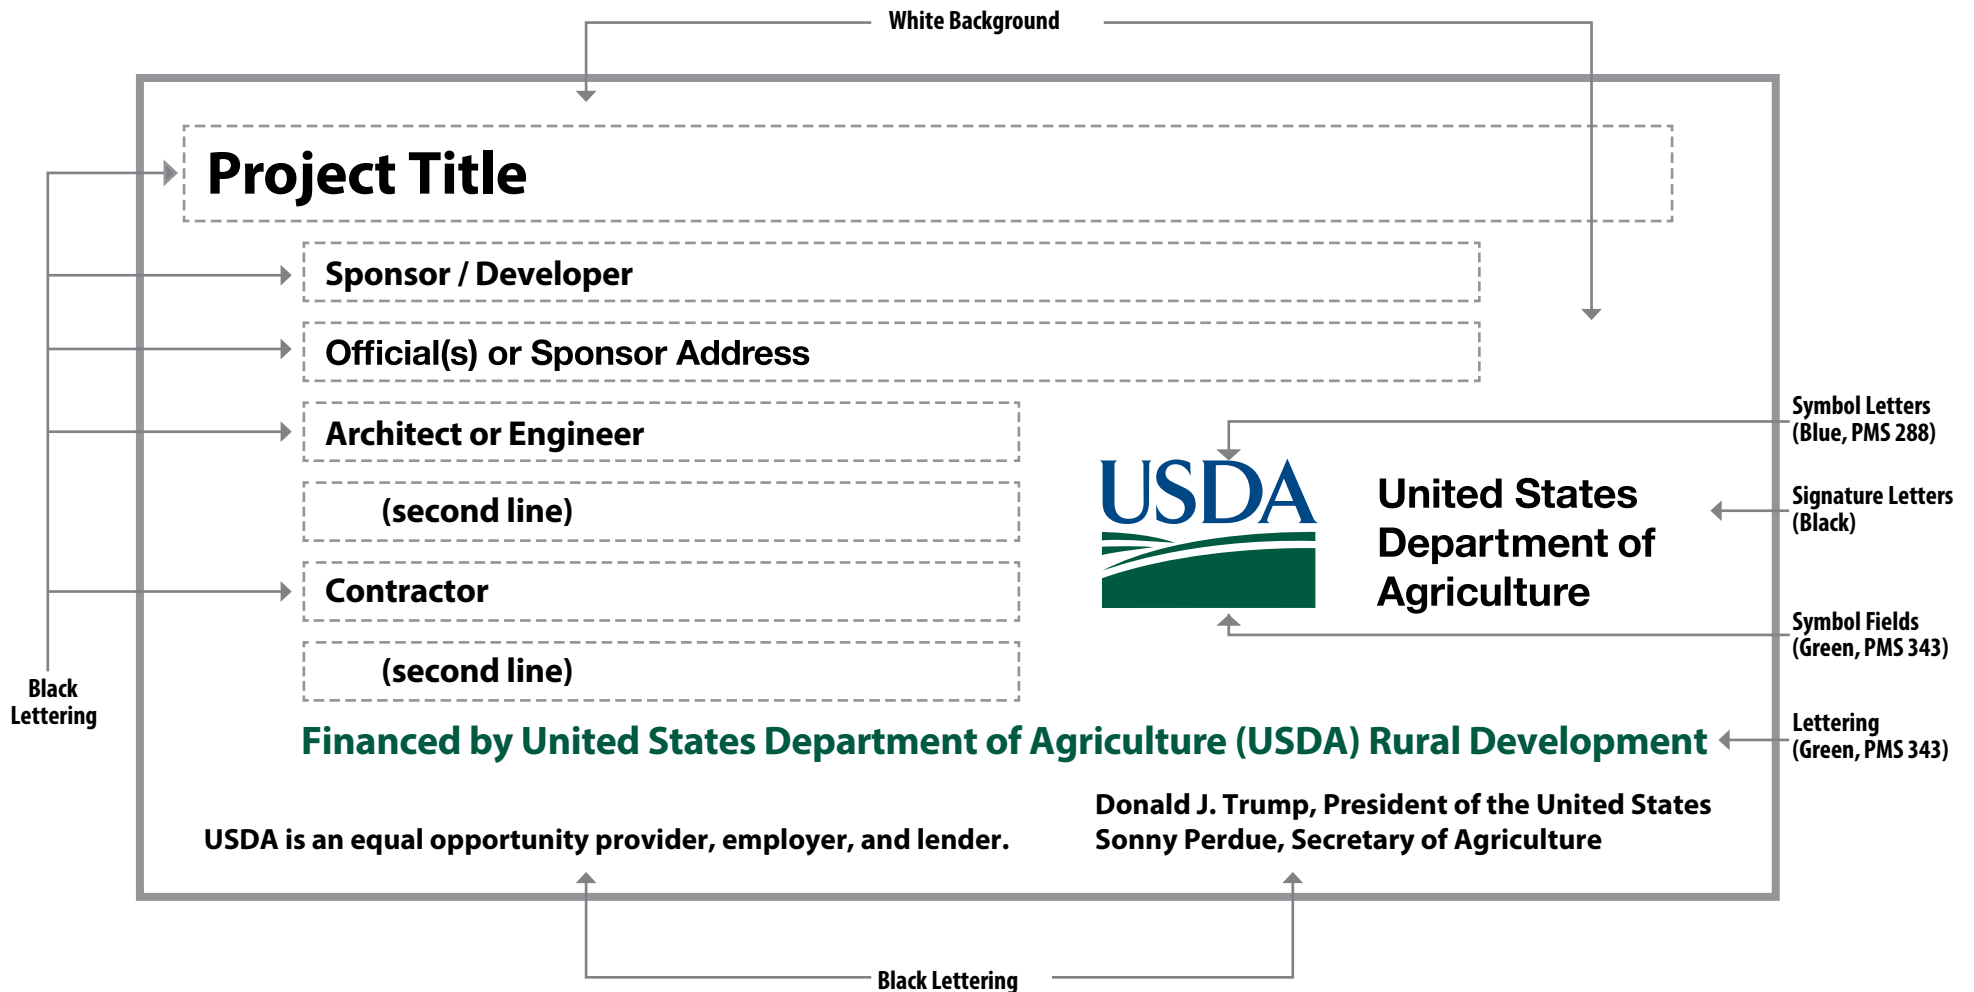 White Background
Project Title
Sponsor / Developer
Official(s) or Sponsor Address
Architect or Engineer
(second line)
Contractor
(second line)
Black
Lettering
USDA
United States
Department of
Agriculture
Symbol Letters
(Blue, PMS 288)
Signature Letters
(Black)
Symbol Fields
(Green, PMS 343)
Financed by United States Department of Agriculture (USDA) Rural Development
Lettering
(Green, PMS 343)
USDA is an equal opportunity provider, employer, and lender.
Donald J. Trump, President of the United States
Sonny Perdue, Secretary of Agriculture
Black Lettering